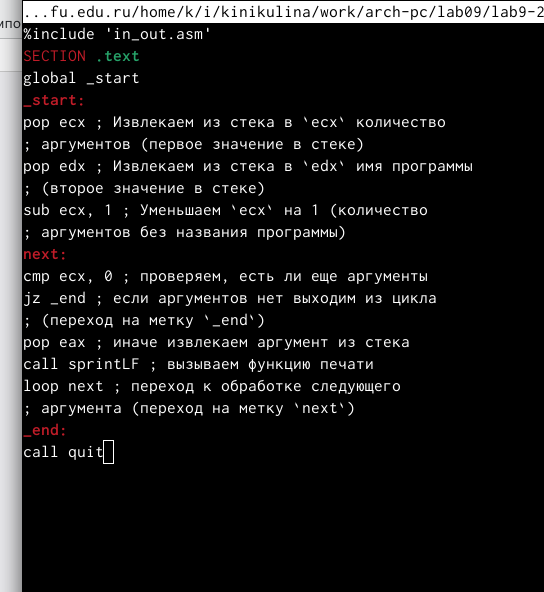 ...fu.edu.ru/home/k/i/kinikulina/work/arch-pc/lab09/lab9-2
%include 'in_out.asm'
SECTION .text
global _start
_start:
pop ecx ; Извлекаем из стека в `ecx` количество
; аргументов (первое значение в стеке)
pop edx ; Извлекаем из стека в `edx` имя программы
; (второе значение в стеке)
sub ecx, 1 ; Уменьшаем `ecx` на 1 (количество
; аргументов без названия программы)
next:
cmp ecx, 0 ; проверяем, есть ли еще аргументы
jz _end ; если аргументов нет выходим из цикла
; (переход на метку `_end`)
pop eax ; иначе извлекаем аргумент из стека
call sprintLF ; вызываем функцию печати
loop next ; переход к обработке следующего
; аргумента (переход на метку `next`)
_end:
call quit